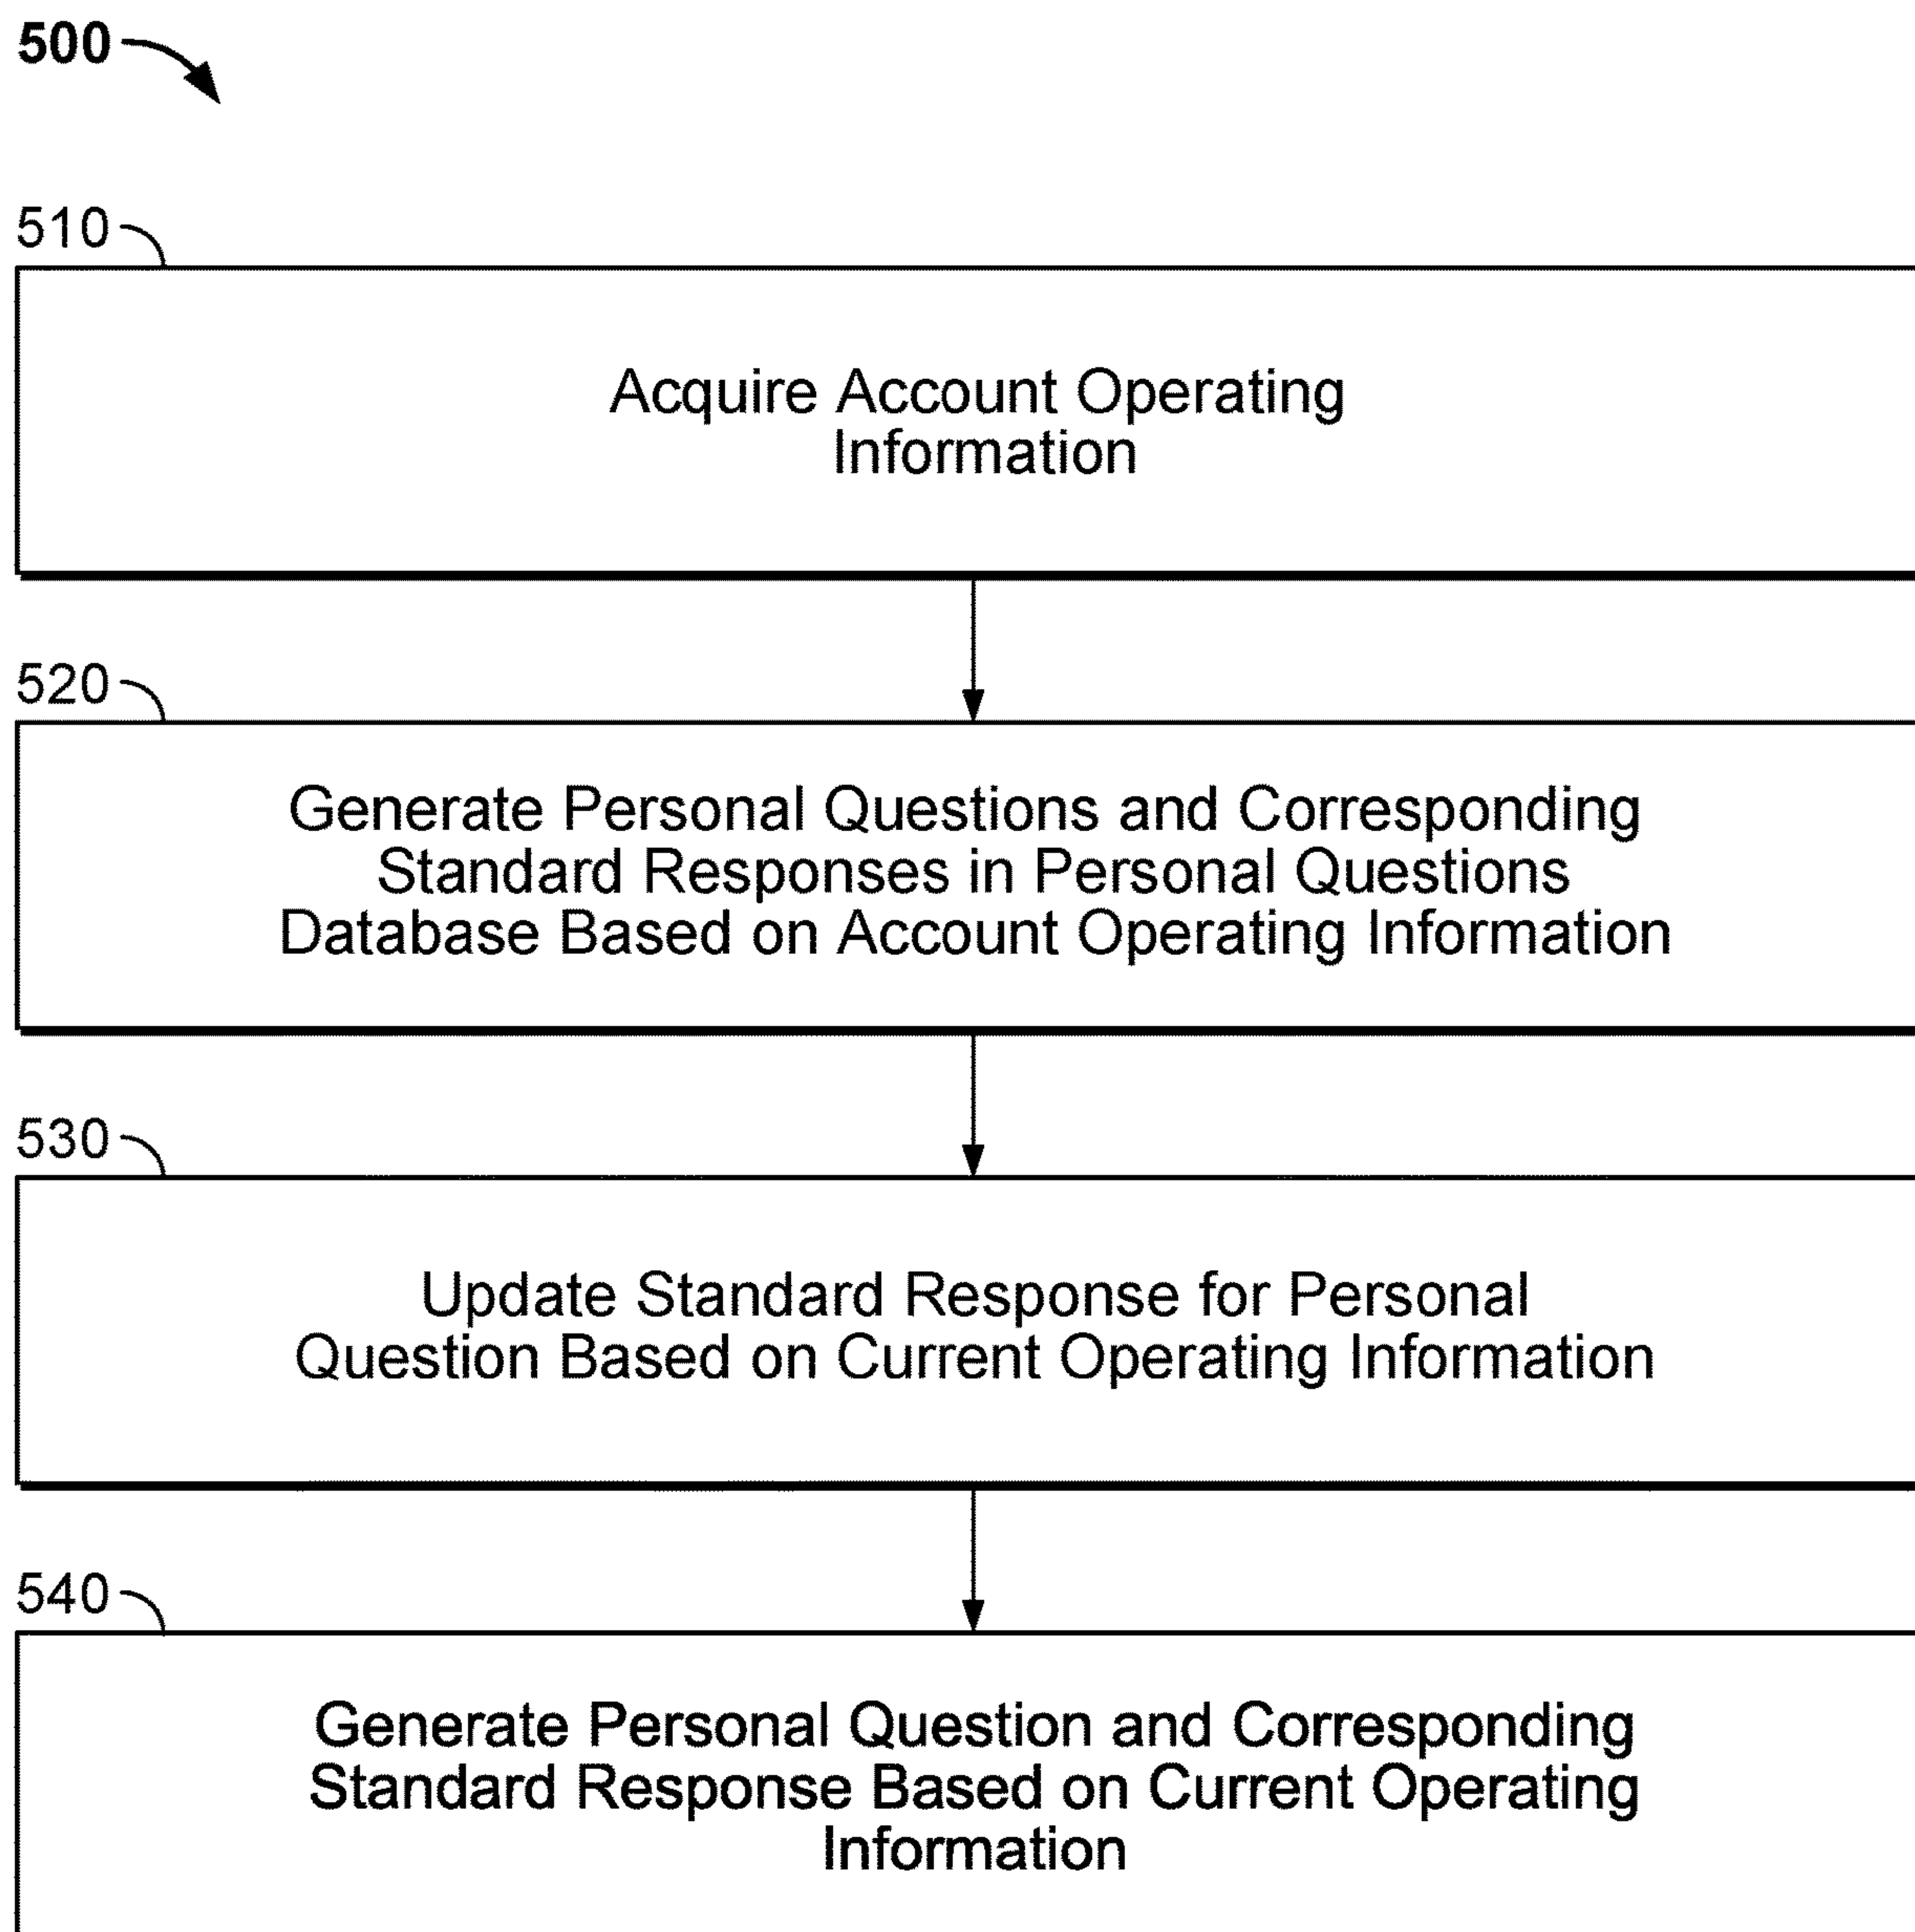 500
510
Acquire Account Operating
Information
520
Generate Personal Questions and Corresponding
Standard Responses in Personal Questions
Database Based on Account Operating Information
530
Update Standard Response for Personal
Question Based on Current Operating Information
540
Generate Personal Question and Corresponding
Standard Response Based on Current Operating
Information